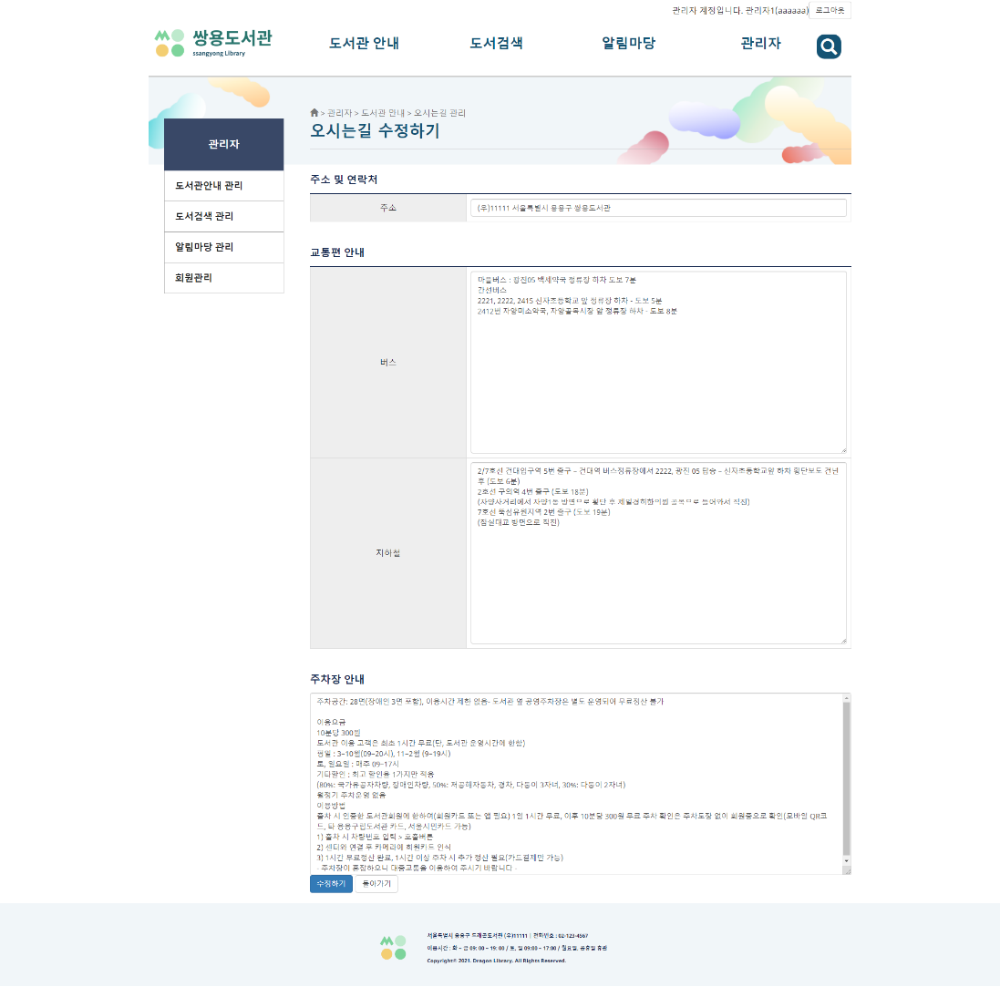 관리자 계정입니다. 관리자1(aaaaaa) 로그아웃
쌍용도서관
ssangyong Library
도서관 안내 도서검색 알림마당 관리자
> 관리자 > 도서관 안내 > 오시는길 관리
오시는길 수정하기
관리자
도서관안내 관리
도서검색 관리
알림마당 관리
회원관리
주소 및 연락처
주소
(우)11111 서울특별시 용용구 쌍용도서관
교통편 안내
버스
마을버스 : 광진05 백세약국 정류장 하차 도보 7분
간선버스
2221, 2222, 2415 신자초등학교 앞 정류장 하차 - 도보 5분
2412번 자양미소약국, 자양골목시장 앞 정류장 하차 - 도보 8분
지하철
2/7호선 건대입구역 5번 출구 – 건대역 버스정류장에서 2222, 광진 05 탑승 – 신자초등학교앞 하차 횡단보도 건넌
후 (도보 6분)
2호선 구의역 4번 출구 (도보 18분)
(자양사거리에서 자양1동 방면으로 횡단 후 제일경희한의원 골목으로 들어와서 직진)
7호선 뚝섬유원지역 2번 출구 (도보 19분)
(잠실대교 방면으로 직진)
주차장 안내
주차공간: 28면(장애인 3면 포함), 이용시간 제한 없음- 도서관 옆 공영주차장은 별도 운영되어 무료정산 불가
이용요금
10분당 300원
도서관 이용 고객은 최초 1시간 무료(단, 도서관 운영시간에 한함)
평일 : 3–10월(09–20시), 11–2월 (9–19시)
토, 일요일 : 매주 09–17시
기타할인 : 최고 할인율 1가지만 적용
(80%: 국가유공자차량, 장애인차량, 50%: 저공해자동차, 경차, 다둥이 3자녀, 30%: 다둥이 2자녀)
월정기 주차운영 없음
이용방법
출차 시 인증한 도서관회원에 한하여(회원카드 또는 앱 필요) 1일 1시간 무료, 이후 10분당 300원 무료 주차 확인은 주차도장 없이 회원증으로 확인(모바일 QR코
드, 타 용용구립도서관 카드, 서울시민카드 가능)
1) 출차 시 차량번호 입력 > 호출버튼
2) 센터와 연결 후 카메라에 회원카드 인식
3) 1시간 무료정산 완료, 1시간 이상 주차 시 추가 정산 필요(카드결제만 가능)
- 주차장이 혼잡하오니 대중교통을 이용하여 주시기 바랍니다 -
수정하기 돌아가기
서울특별시 용용구 드래곤도서관 (우)11111 | 전화번호 : 02-123-4567
이용시간 : 화 – 금 09: 00 – 19: 00 / 토, 일 09:00 – 17:00 / 월요일, 공휴일 휴관
Copyright© 2021. Dragon Library. All Rights Reserved.